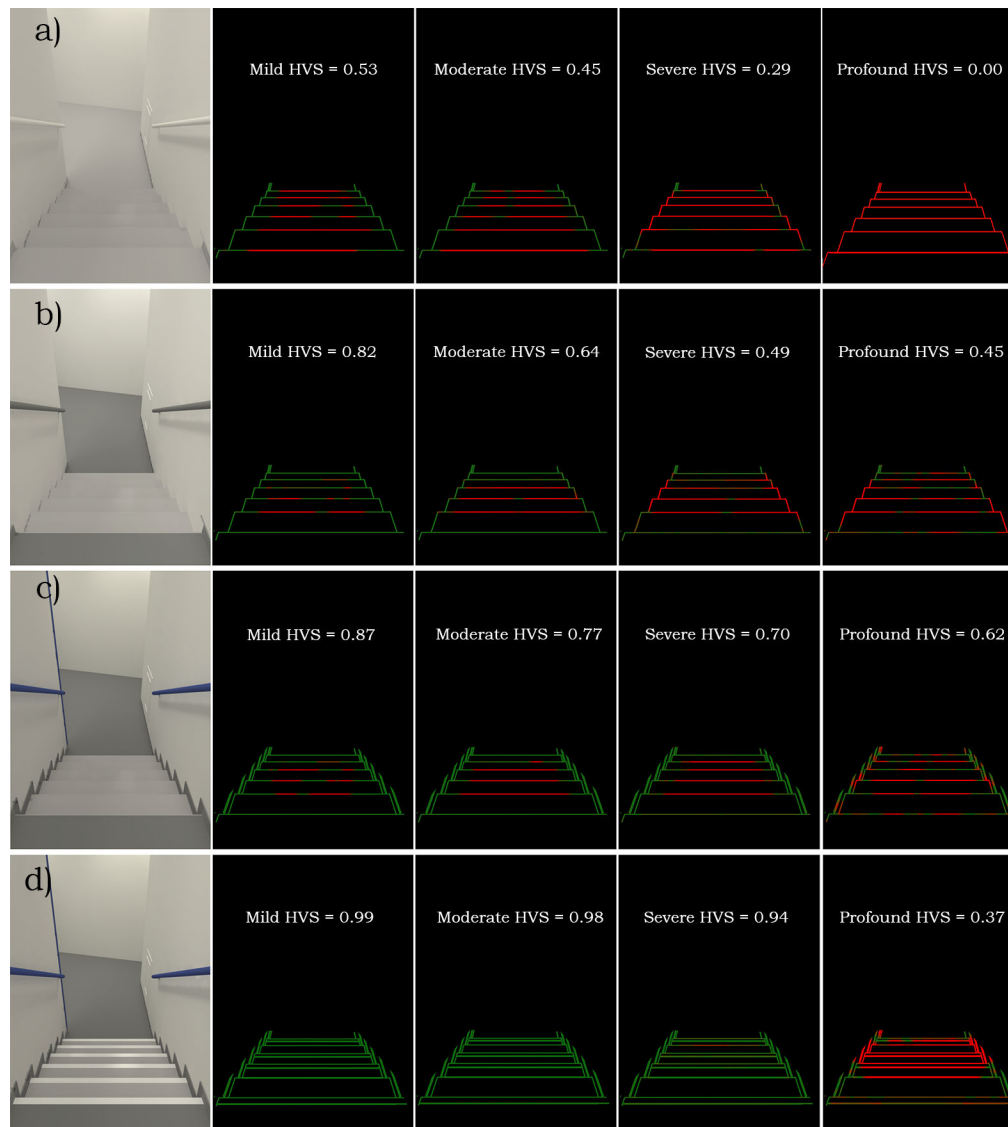 a)
Mild HVS = 0.53
Moderate HVS = 0.45
Severe HVS = 0.29
Profound HVS = 0.00
b)
Mild HVS = 0.82
Moderate HVS = 0.64
Severe HVS = 0.49
Profound HVS = 0.45
c)
Mild HVS = 0.87
Moderate HVS = 0.77
Severe HVS = 0.70
Profound HVS = 0.62
d)
Mild HVS = 0.99
Moderate HVS = 0.98
Severe HVS = 0.94
Profound HVS = 0.37